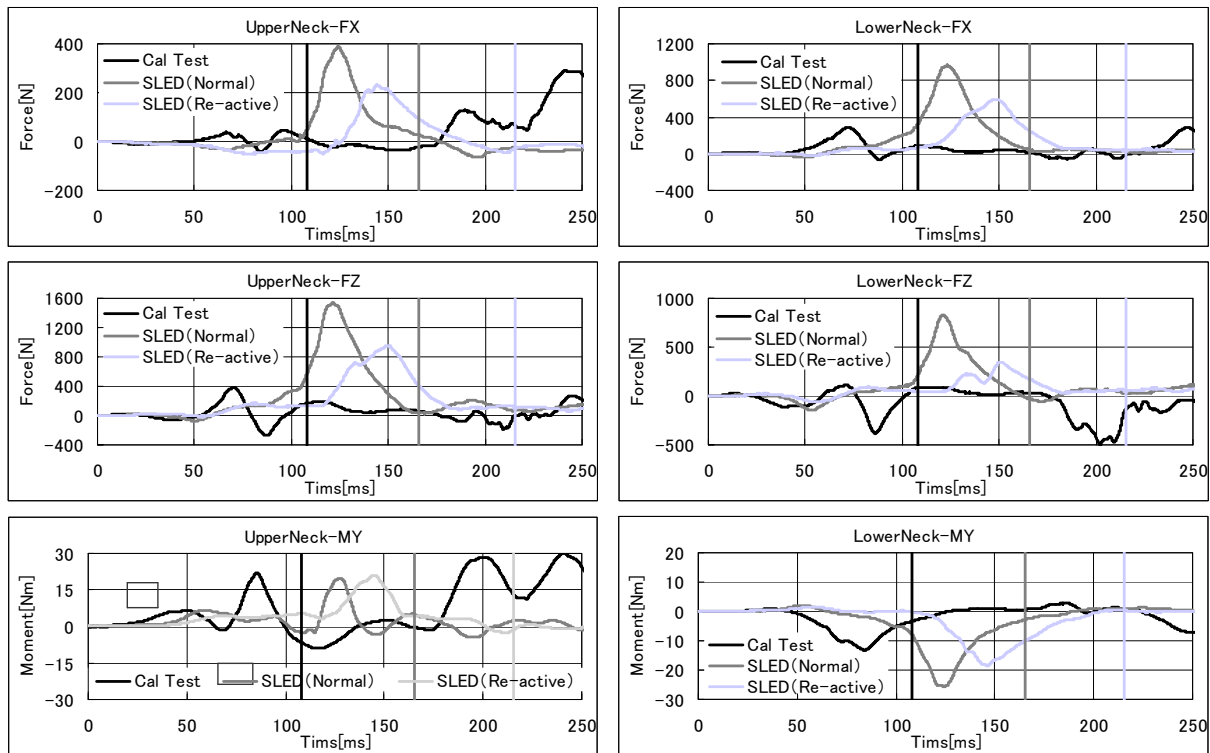 UpperNeck-FX
400
200
0
-200
Force[N]
Cal Test
SLED(Normal)
SLED(Re-active)
0 50 100 150 200 250
Tims[ms]
LowerNeck-FX
1200
800
400
0
-400
Force[N]
Cal Test
SLED(Normal)
SLED(Re-active)
0 50 100 150 200 250
Tims[ms]
UpperNeck-FZ
1600
1200
800
400
0
-400
Force[N]
Cal Test
SLED(Normal)
SLED(Re-active)
0 50 100 150 200 250
Tims[ms]
LowerNeck-FZ
1000
500
0
-500
Force[N]
Cal Test
SLED(Normal)
SLED(Re-active)
0 50 100 150 200 250
Tims[ms]
UpperNeck-MY
30
15
0
-15
-30
Moment[Nm]
Cal Test SLED(Normal) SLED(Re-active)
0 50 100 150 200 250
Tims[ms]
LowerNeck-MY
20
10
0
-10
-20
-30
Moment[Nm]
Cal Test
SLED(Normal)
SLED(Re-active)
0 50 100 150 200 250
Tims[ms]